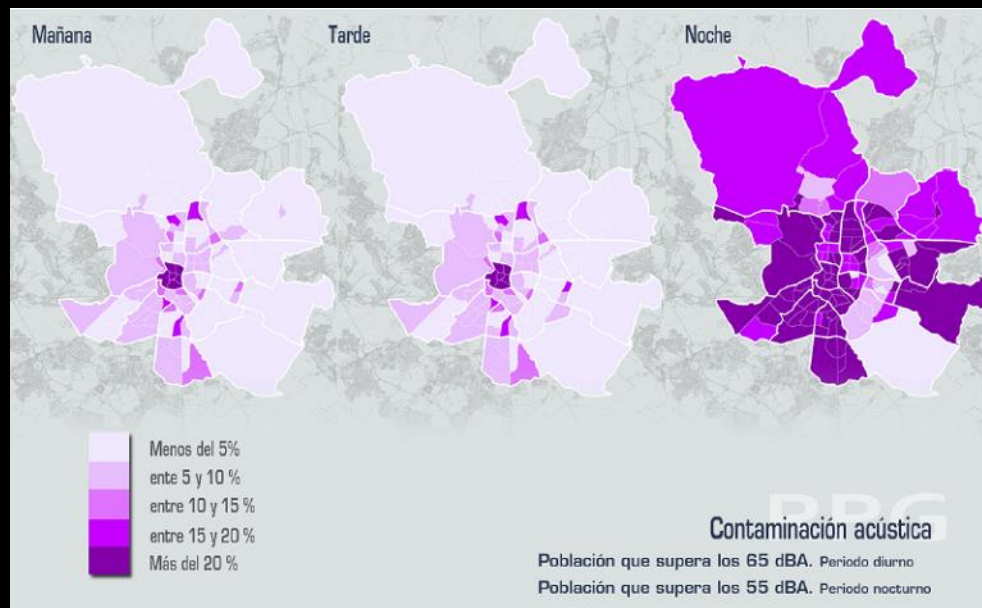 Mañana
Tarde
Noche
Menos del 5%
ente 5 y 10 %
entre 10 y 15 %
entre 15 y 20 %
Más del 20 %
RBG
Contaminación acústica
Población que supera los 65 dBA. Periodo diurno
Población que supera los 55 dBA. Periodo nocturno